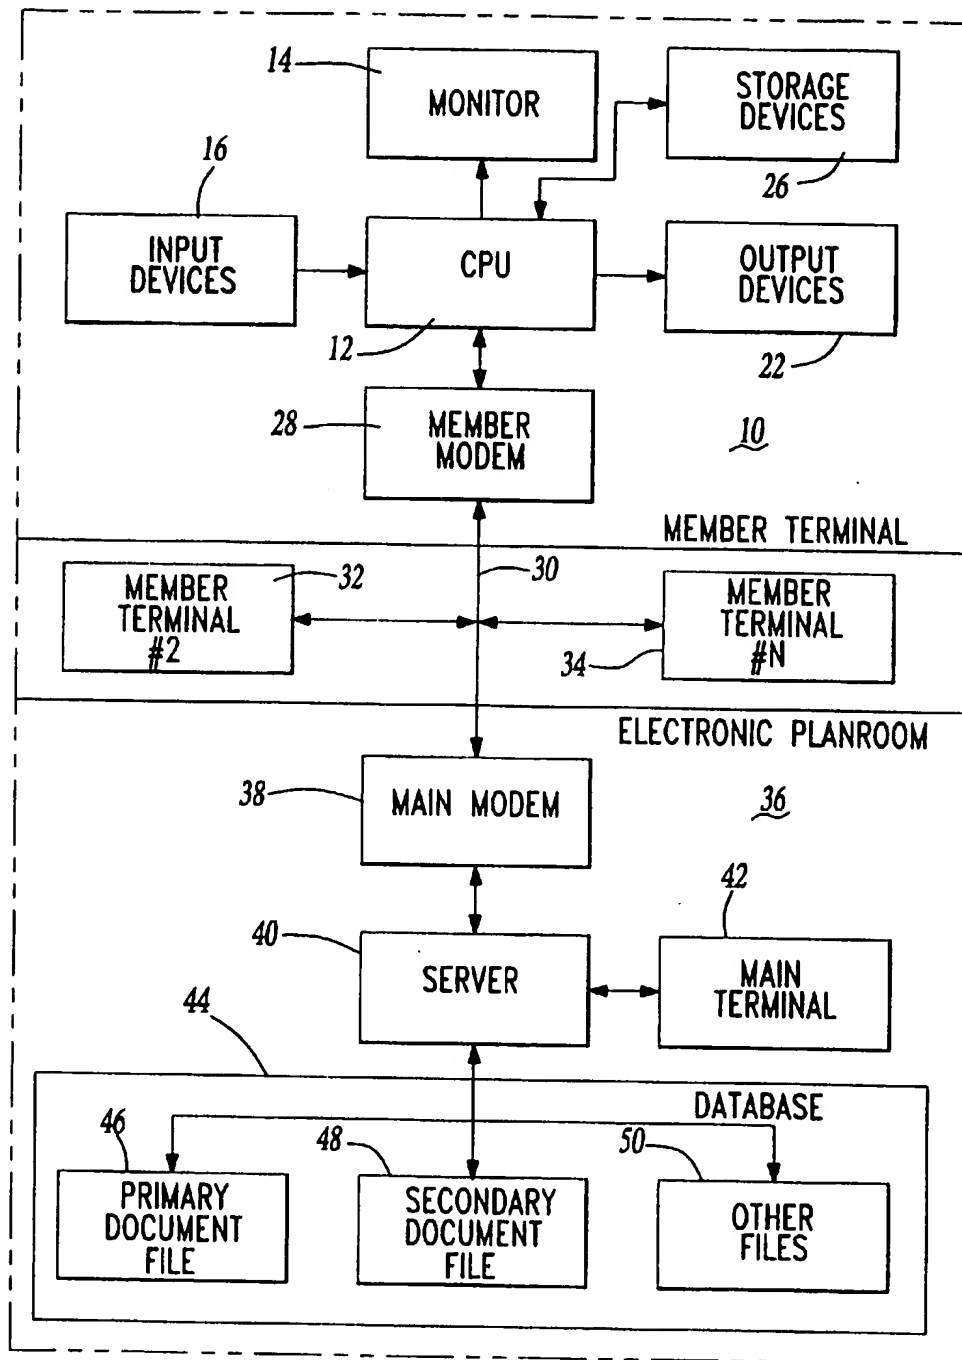 14
MONITOR
STORAGE
DEVICES
26
16
INPUT
DEVICES
CPU
12
OUTPUT
DEVICES
22
28
MEMBER
MODEM
10
MEMBER TERMINAL
MEMBER
TERMINAL
#2
32
30
MEMBER
TERMINAL
#N
34
ELECTRONIC PLANROOM
38
MAIN MODEM
36
42
40
SERVER
MAIN
TERMINAL
44
DATABASE
46
PRIMARY
DOCUMENT
FILE
48
SECONDARY
DOCUMENT
FILE
50
OTHER
FILES